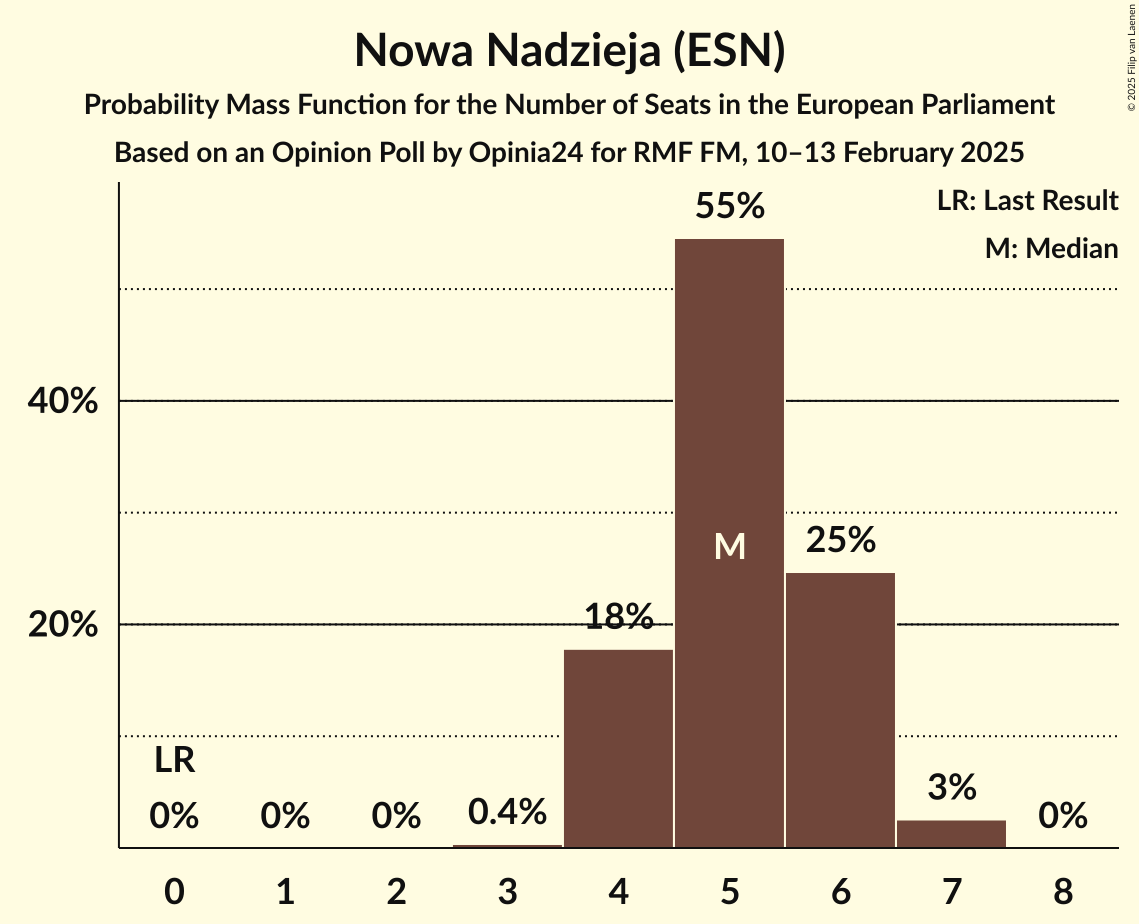 Nowa Nadzieja (ESN)
Probability Mass Function for the Number of Seats in the European Parliament
Based on an Opinion Poll by Opinia24 for RMF FM, 10–13 February 2025
© 2025 Filip van Laenen
LR: Last Result
M: Median
55%
40%
M
25%
20%
18%
LR
0%
0%
0%
0.4%
3%
0%
0
1
2
3
4
5
6
7
8